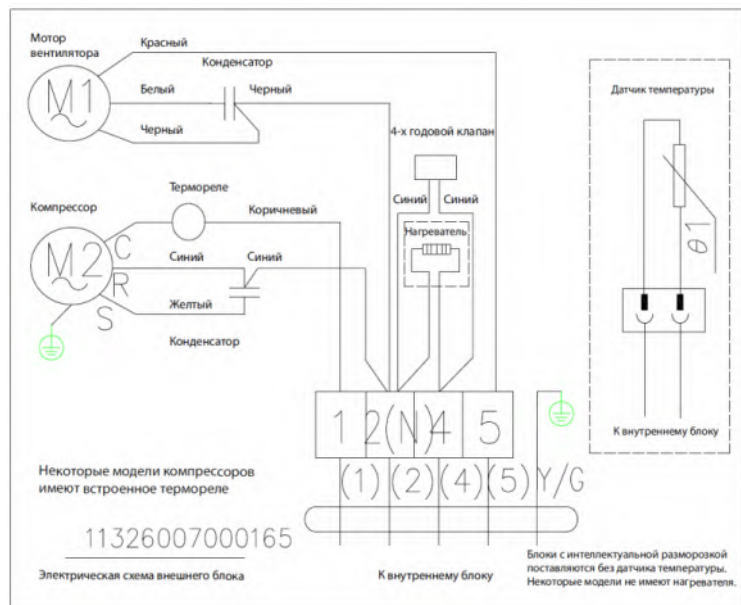 Мотор
вентилятора
Красный
Конденсатор
M1
Белый
Черный
Черный
4-х годовой клапан
Датчик температуры
Синий
Синий
Нагреватель
Термореле
Компрессор
Коричневый
M2
C
R
S
Синий
Синий
Желтый
Конденсатор
θ1
1 2(N) 4 5
(1) (2) (4) (5) Y/G
К внутреннему блоку
Некоторые модели компрессоров
имеют встроенное термореле
11326007000165
Электрическая схема внешнего блока
К внутреннему блоку
Блоки с интеллектуальной разморозкой
поставляются без датчика температуры.
Некоторые модели не имеют нагревателя.